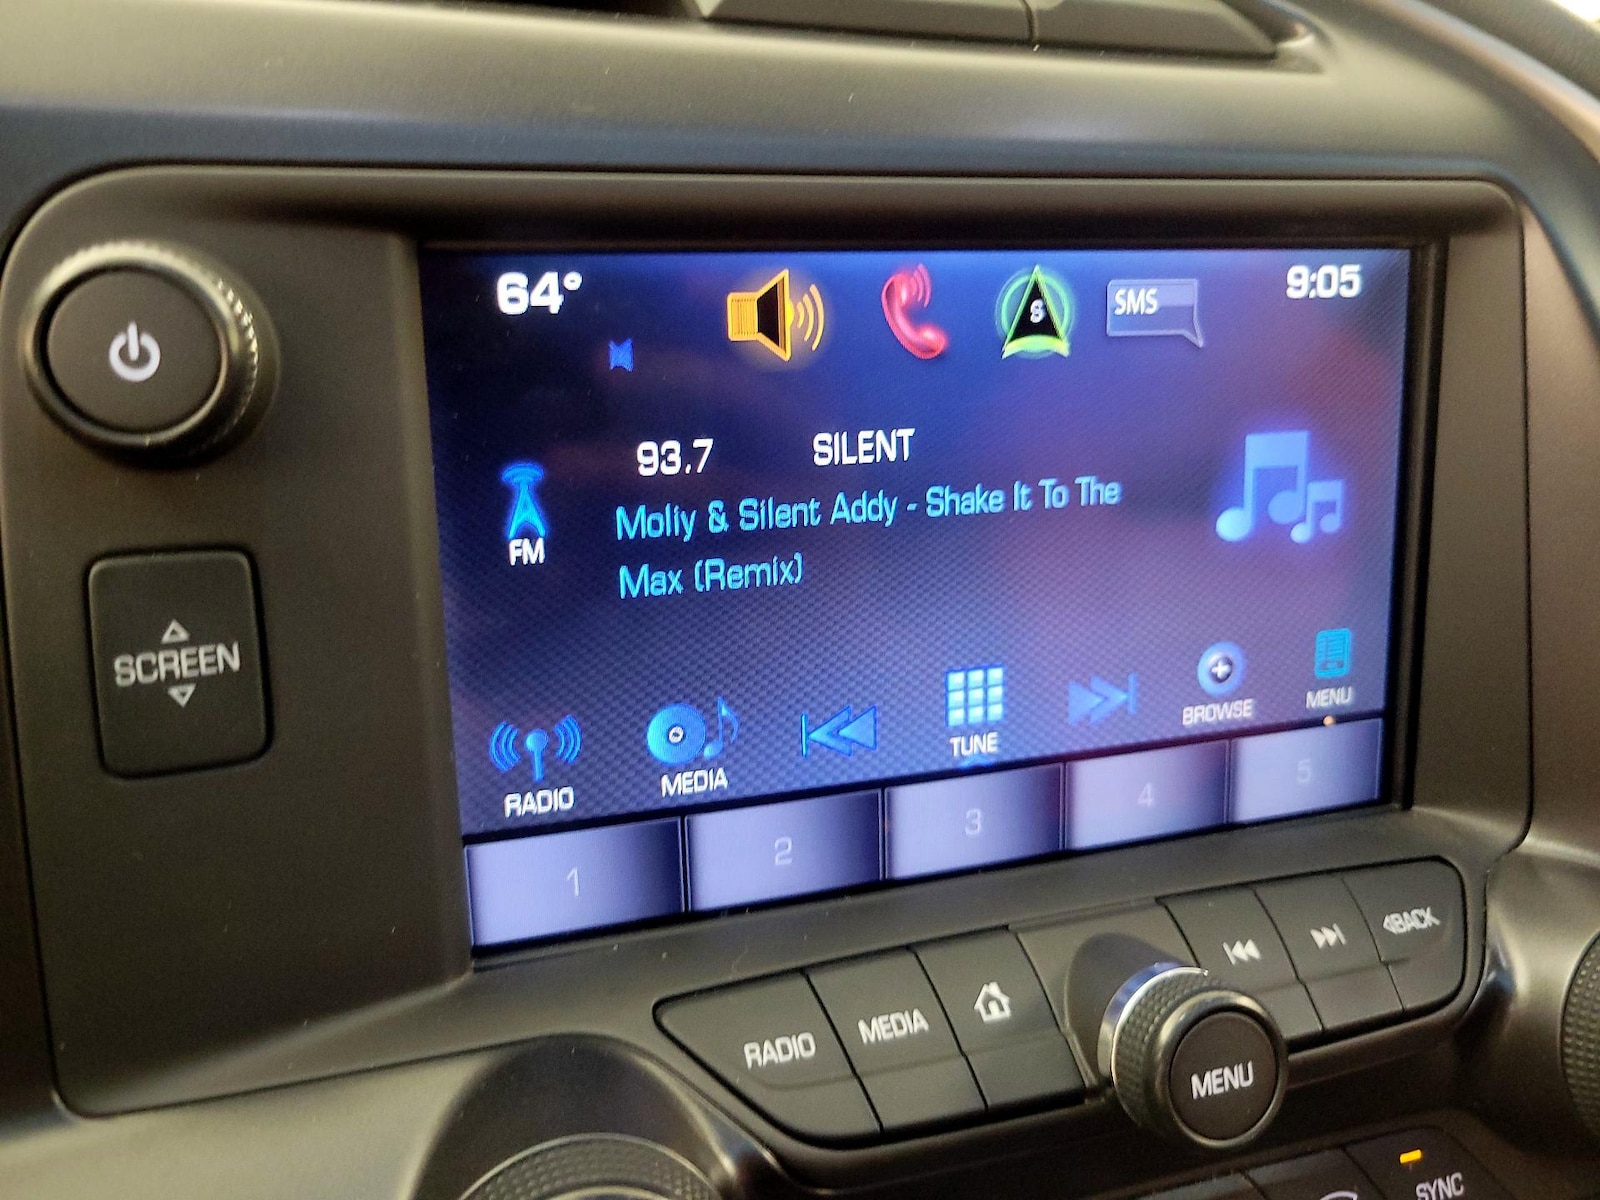 64°
SMS
9:05
S
93.7 SILENT
FM
Molly & Silent Addy - Shake It To The
Max (Remix)
SCREEN
RADIO
MEDIA
TUNE
BROWSE
MENU
1 2 3 4 5
RADIO
MEDIA
BACK
MENU
SYNC